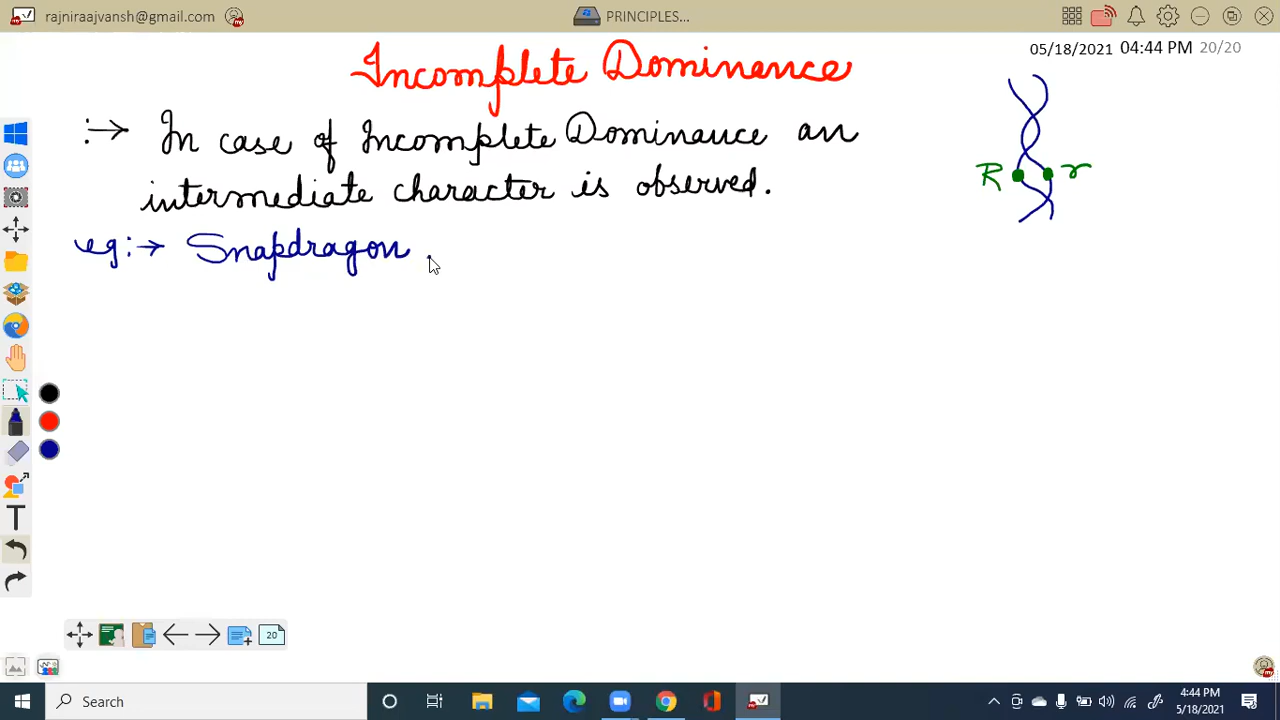 rajniraajvansh@gmail.com
PRINCIPLES...
05/18/2021 04:44 PM 20/20
Incomplete Dominance
:→ In case of Incomplete Dominance an
intermediate character is observed.
R r
eg:→ Snapdragon
T
20
Search
4:44 PM
5/18/2021